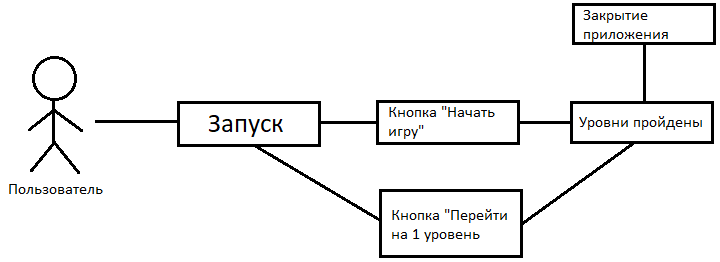 Закрытие
приложения
Кнопка "Начать
игру"
Запуск
Уровни пройдены
Пользователь
Кнопка "Перейти
на 1 уровень